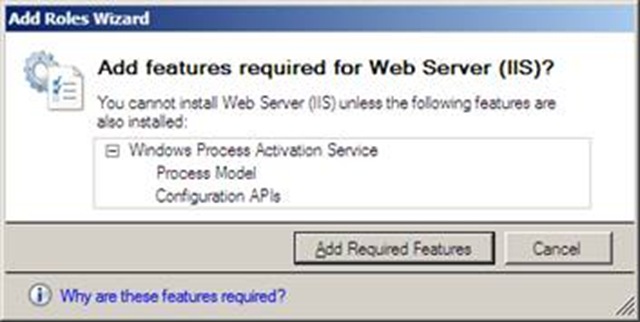 Add Roles Wizard
Add features required for Web Server (IIS)?
You cannot install Web Server (IIS) unless the following features are
also installed:
Windows Process Activation Service
Process Model
Configuration APIs
Add Required Features
Cancel
Why are these features required?